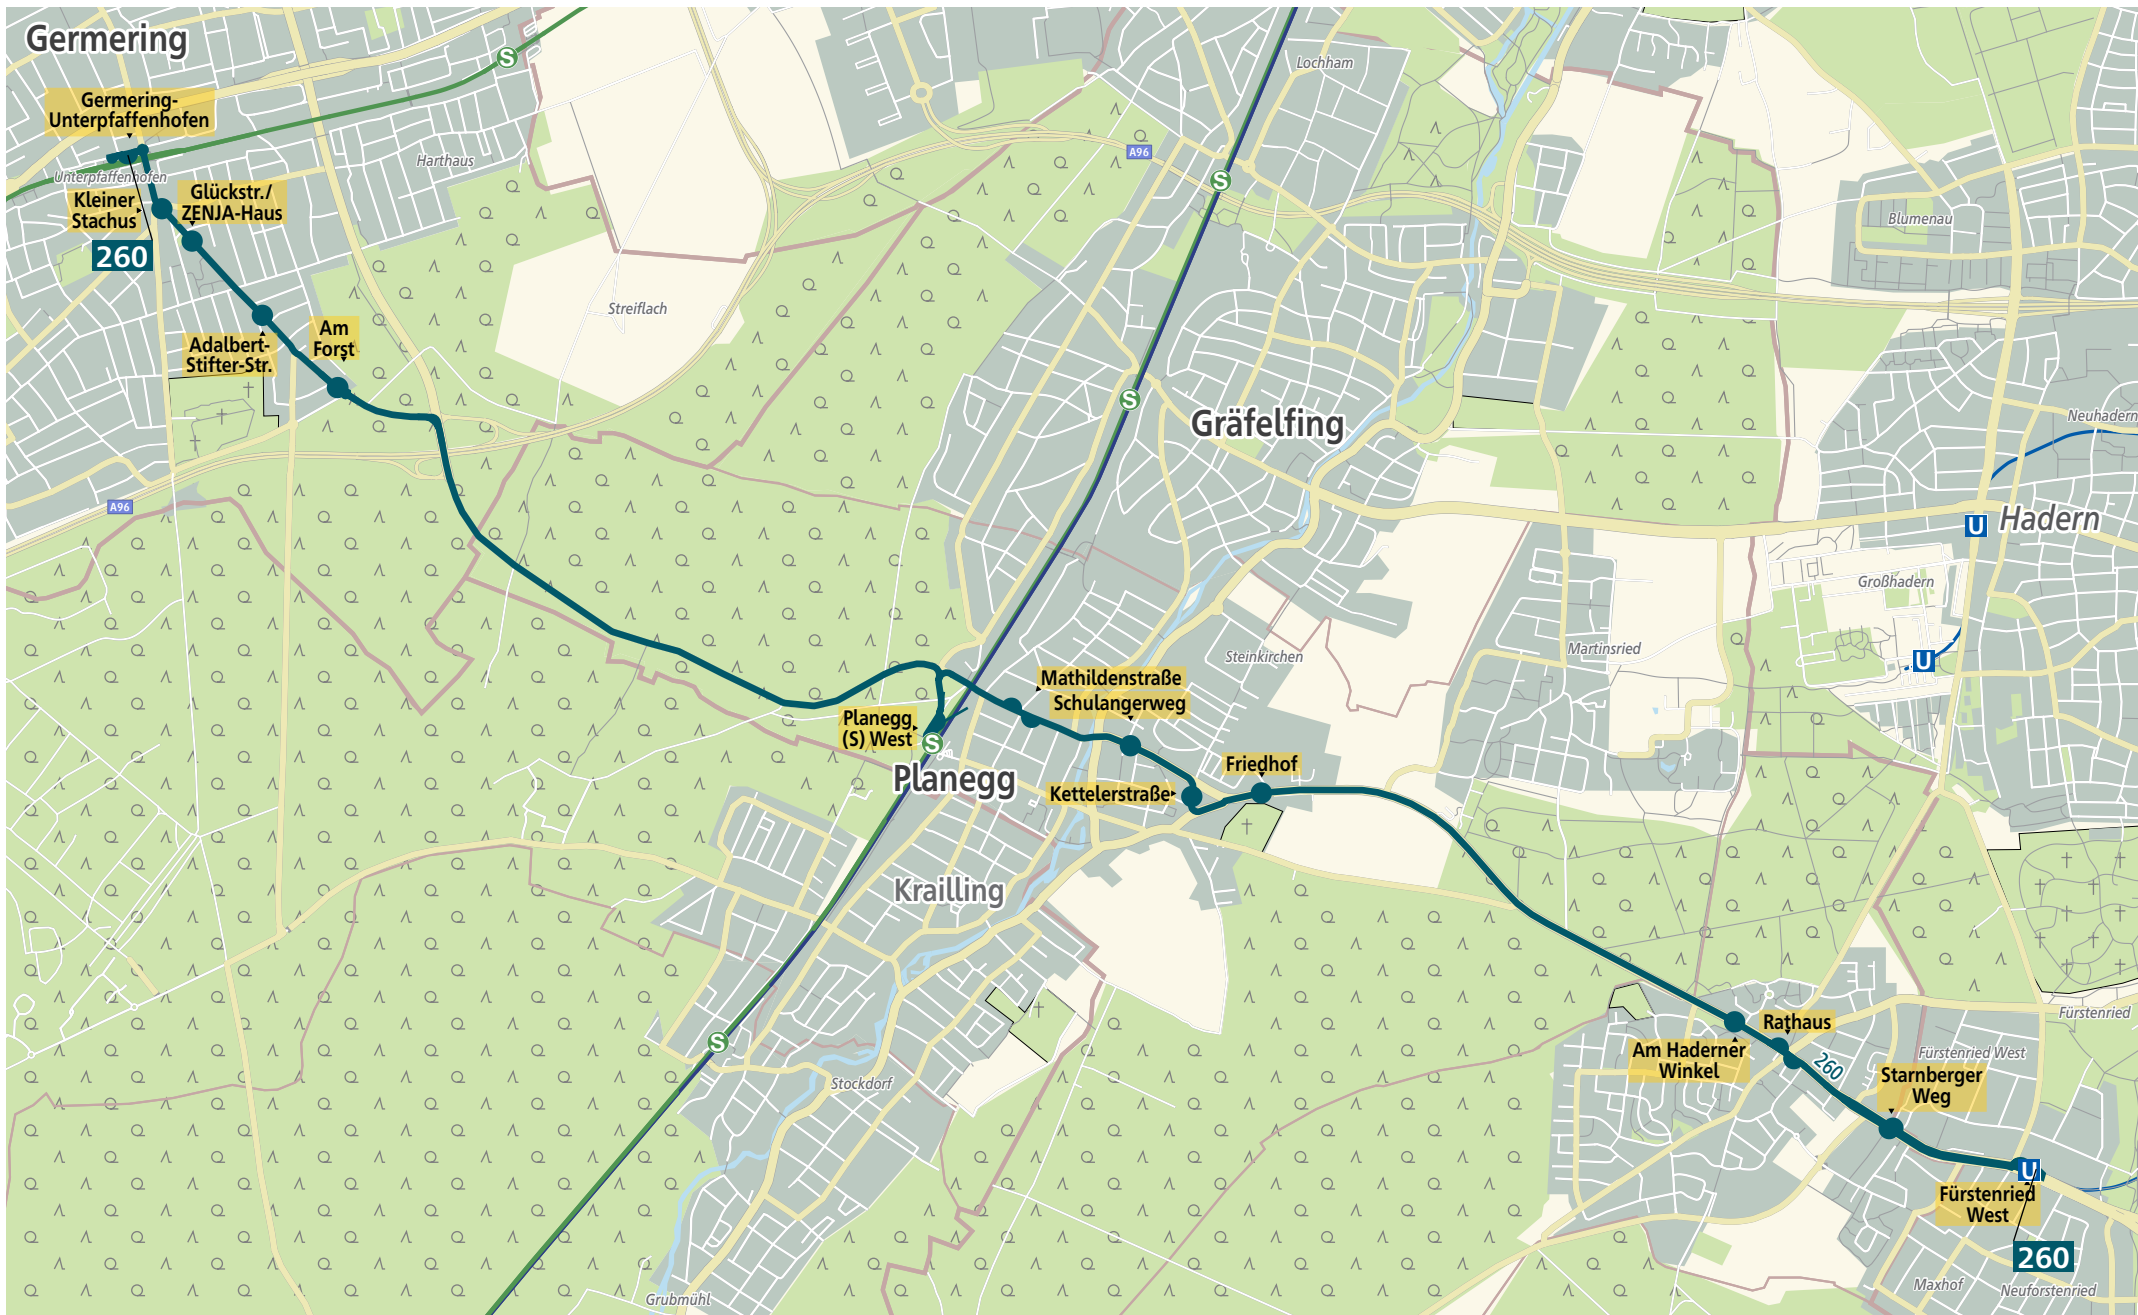 Germering
S
Lochham
Germering-
Unterpfaffenhofen
A96
Harthaus
Unterpfaffenhofen
S
Kleiner
Stachus
Glückstr./
ZENJA-Haus
Blumenau
260
Streiflach
Am
Forst
Adalbert-
Stifter-Str.
S
Gräfelfing
Neuhadern
A96
U
Hadern
Großhadern
Steinkirchen
Martinsried
U
Mathildenstraße
Schulangerweg
Planegg
(S) West
S
Friedhof
Planegg
Kettelerstraße
Krailling
Fürstenried
Rathaus
S
Am Haderner
Winkel
260
Fürstenried West
Stockdorf
Starnberger
Weg
U
Fürstenried
West
260
Maxhof
Neuforstenried
Grubmühl